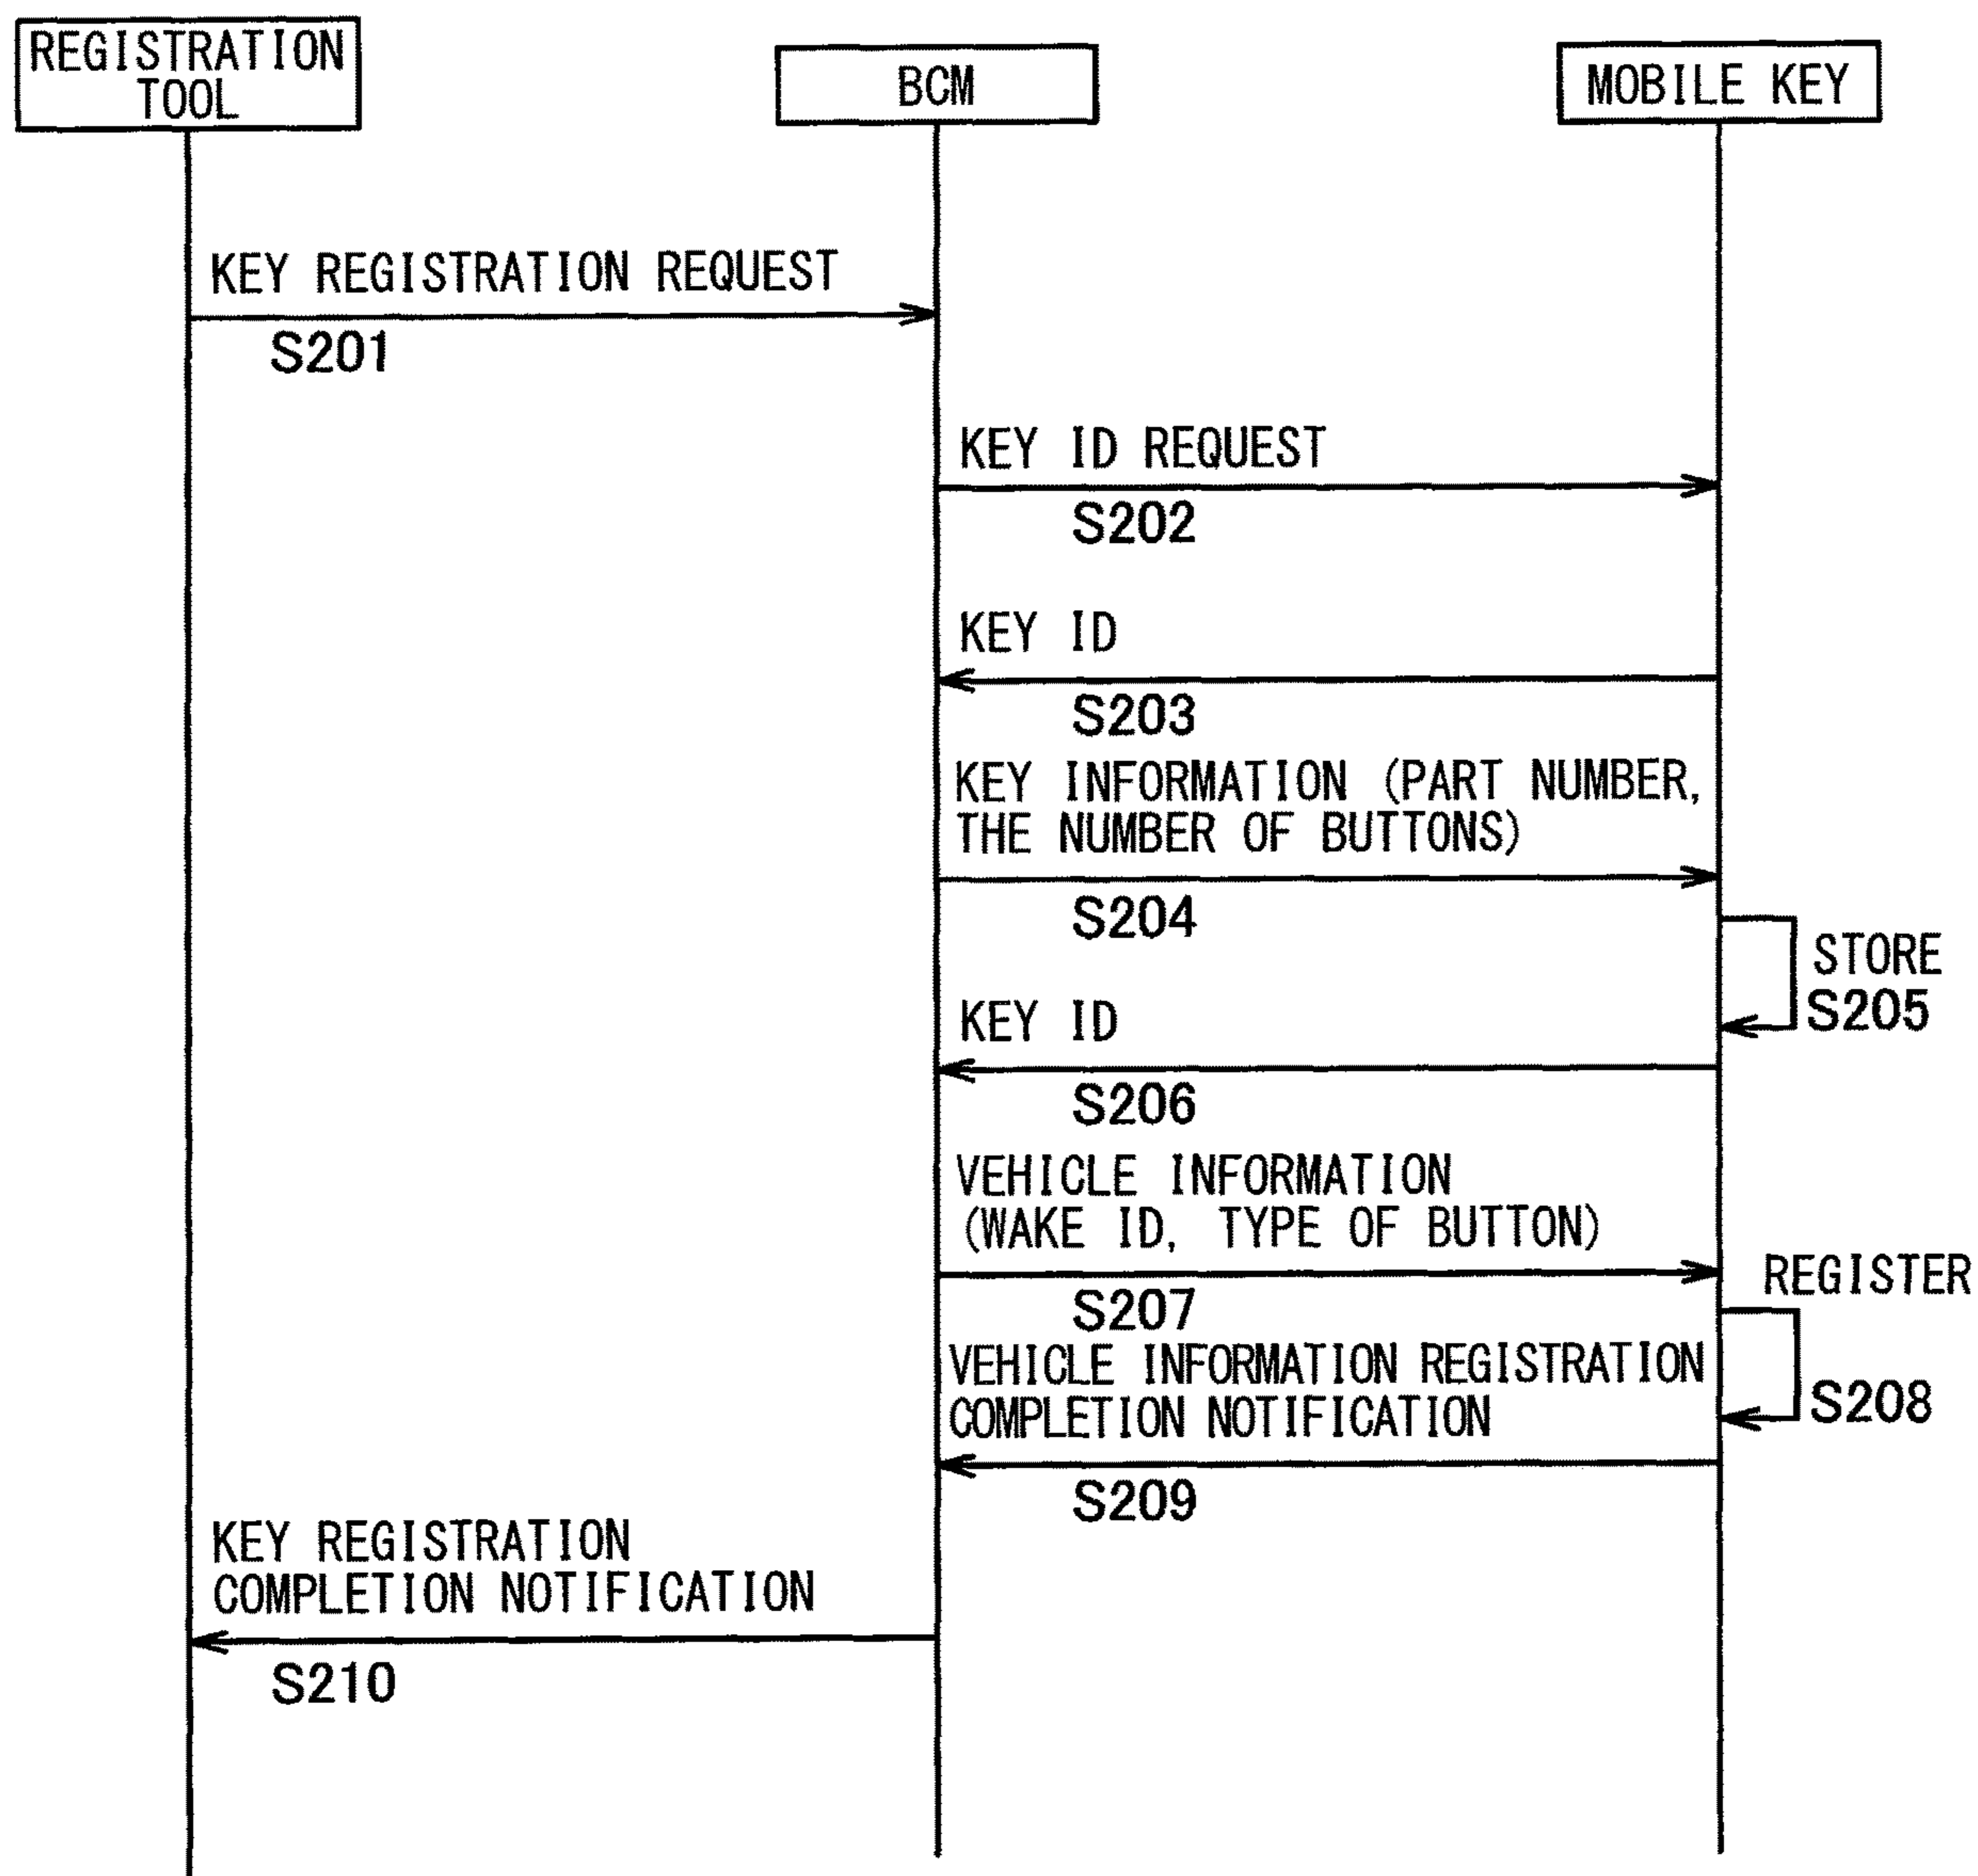 REGISTRATION
TOOL
BCM
MOBILE KEY
KEY REGISTRATION REQUEST
S201
KEY ID REQUEST
S202
KEY ID
S203
KEY INFORMATION (PART NUMBER,
THE NUMBER OF BUTTONS)
S204
STORE
S205
KEY ID
S206
VEHICLE INFORMATION
(WAKE ID, TYPE OF BUTTON)
S207
REGISTER
S208
VEHICLE INFORMATION REGISTRATION
COMPLETION NOTIFICATION
S209
KEY REGISTRATION
COMPLETION NOTIFICATION
S210